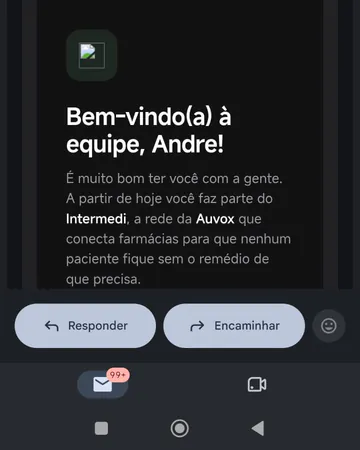 Bem-vindo(a) à
equipe, Andre!
É muito bom ter você com a gente.
A partir de hoje você faz parte do
Intermedi, a rede da Auvox que
conecta farmácias para que nenhum
paciente fique sem o remédio de
que precisa.
Responder
Encaminhar
99+